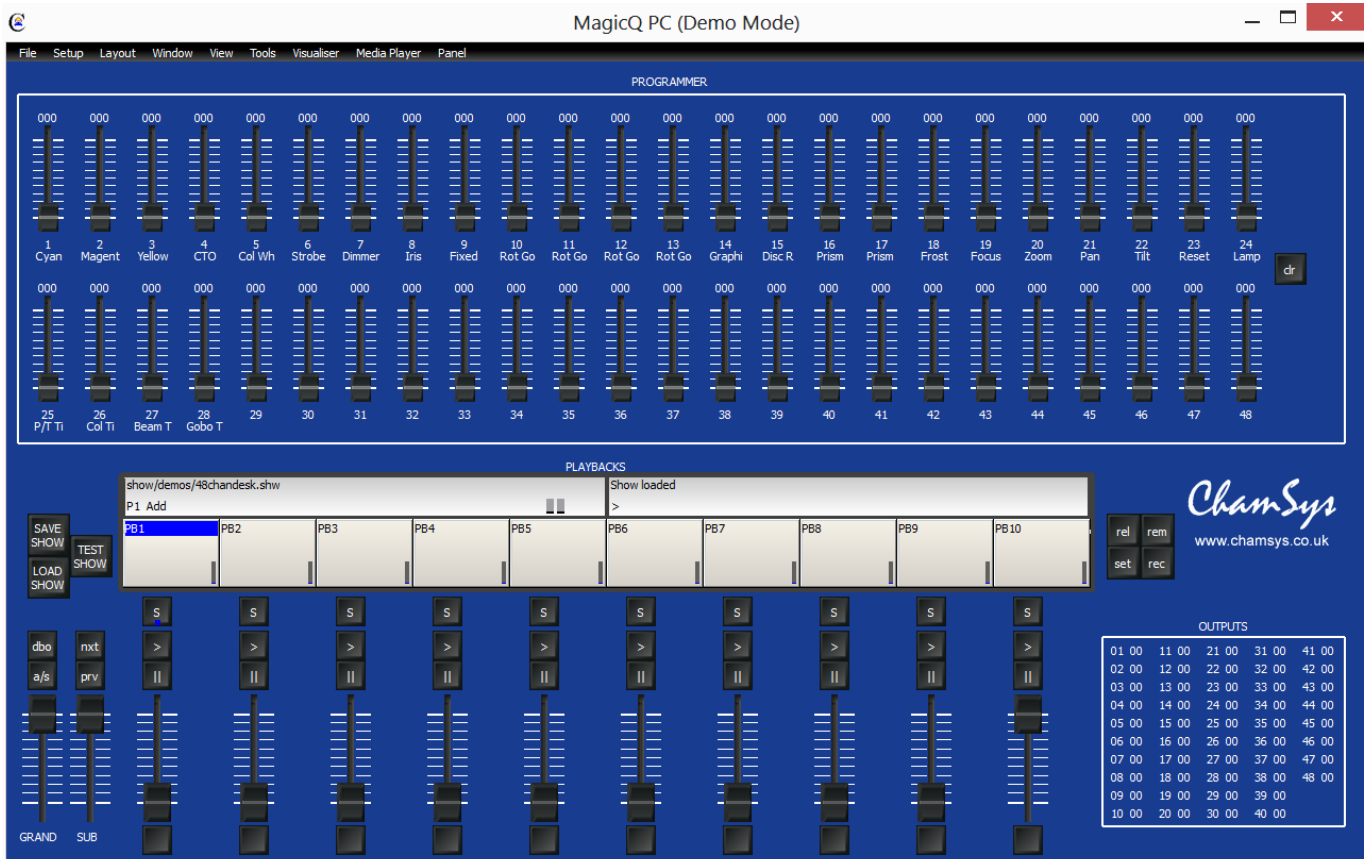 MagicQ PC (Demo Mode)
File Setup Layout Window View Tools Visualiser Media Player Panel
PROGRAMMER
000 000 000 000 000 000 000 000 000 000 000 000 000 000 000 000 000 000 000 000 000 000 000 000
1 2 3 4 5 6 7 8 9 10 11 12 13 14 15 16 17 18 19 20 21 22 23 24
Cyan Magent Yellow CTO Col Wh Strobe Dimmer Iris Fixed Rot Go Rot Go Rot Go Rot Go Graphi Disc R Prism Prism Frost Focus Zoom Pan Tilt Reset Lamp
clr
000 000 000 000 000 000 000 000 000 000 000 000 000 000 000 000 000 000 000 000 000 000 000 000
25 26 27 28 29 30 31 32 33 34 35 36 37 38 39 40 41 42 43 44 45 46 47 48
P/T Ti Col Ti Beam T Gobo T
PLAYBACKS
show/demos/48chandesk.shw Show loaded
P1 Add >
PB1 PB2 PB3 PB4 PB5 PB6 PB7 PB8 PB9 PB10
SAVE
SHOW
TEST
SHOW
LOAD
SHOW
rel rem
set rec
ChamSys
www.chamsys.co.uk
S S S S S S S S S S
dbo nxt > > > > > > > > > >
a/s prv || || || || || || || || || ||
GRAND SUB
OUTPUTS
01 00 11 00 21 00 31 00 41 00
02 00 12 00 22 00 32 00 42 00
03 00 13 00 23 00 33 00 43 00
04 00 14 00 24 00 34 00 44 00
05 00 15 00 25 00 35 00 45 00
06 00 16 00 26 00 36 00 46 00
07 00 17 00 27 00 37 00 47 00
08 00 18 00 28 00 38 00 48 00
09 00 19 00 29 00 39 00
10 00 20 00 30 00 40 00